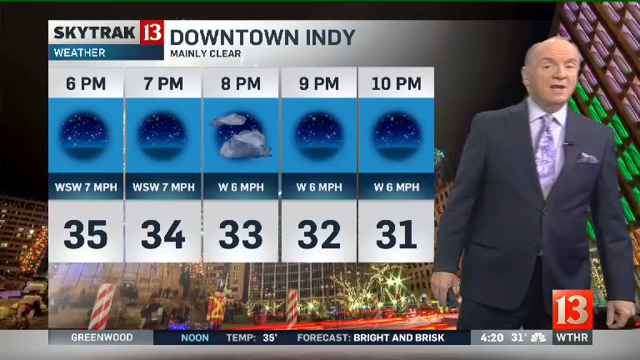 SKYTRAK 13
WEATHER
DOWNTOWN INDY
MAINLY CLEAR
6 PM 7 PM 8 PM 9 PM 10 PM
WSW 7 MPH WSW 7 MPH W 6 MPH W 6 MPH W 6 MPH
35 34 33 32 31
13
GREENWOOD NOON TEMP: 35° FORECAST: BRIGHT AND BRISK 4:20 31° NBC WTHR